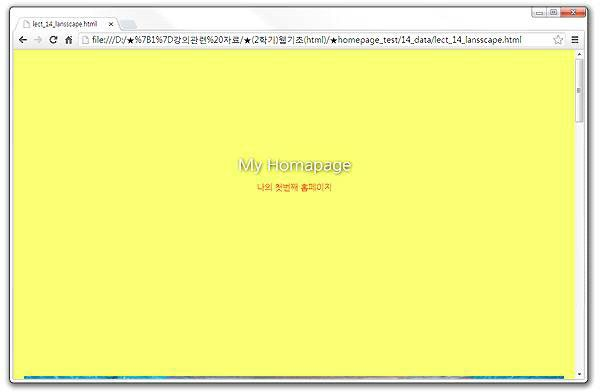 lect_14_lansscape.html
file:///D:/★%7B1%7D강의관련%20자료/★(2학기)웹기초(html)/★homepage_test/14_data/lect_14_lansscape.html
My Homapage
나의 첫번째 홈페이지